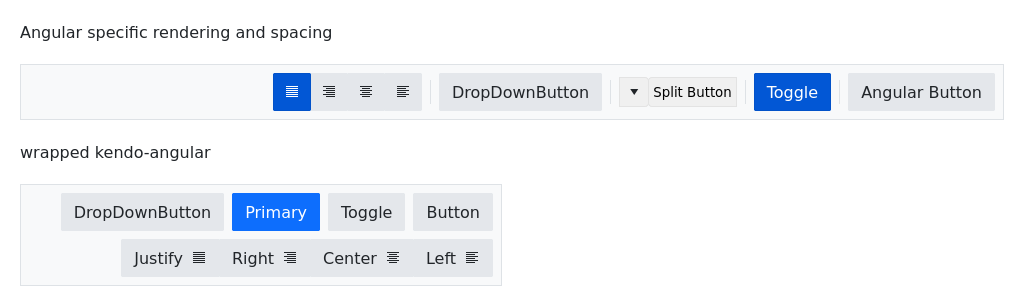 Angular specific rendering and spacing
DropDownButton Split Button Toggle Angular Button
wrapped kendo-angular
DropDownButton Primary Toggle Button
Justify Right Center Left